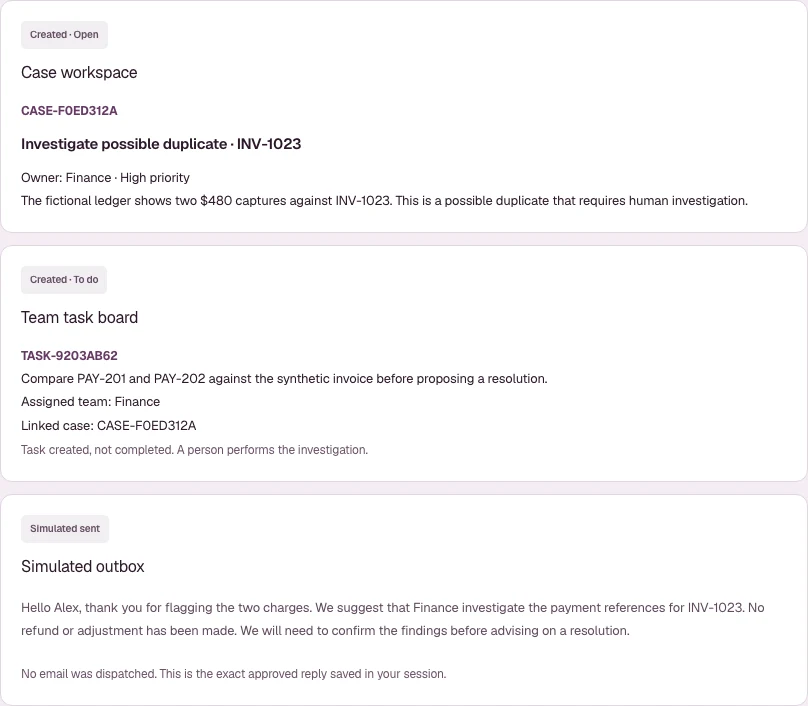 Created · Open
Case workspace
CASE-F0ED312A
Investigate possible duplicate · INV-1023
Owner: Finance · High priority
The fictional ledger shows two $480 captures against INV-1023. This is a possible duplicate that requires human investigation.
Created · To do
Team task board
TASK-9203AB62
Compare PAY-201 and PAY-202 against the synthetic invoice before proposing a resolution.
Assigned team: Finance
Linked case: CASE-F0ED312A
Task created, not completed. A person performs the investigation.
Simulated sent
Simulated outbox
Hello Alex, thank you for flagging the two charges. We suggest that Finance investigate the payment references for INV-1023. No
refund or adjustment has been made. We will need to confirm the findings before advising on a resolution.
No email was dispatched. This is the exact approved reply saved in your session.